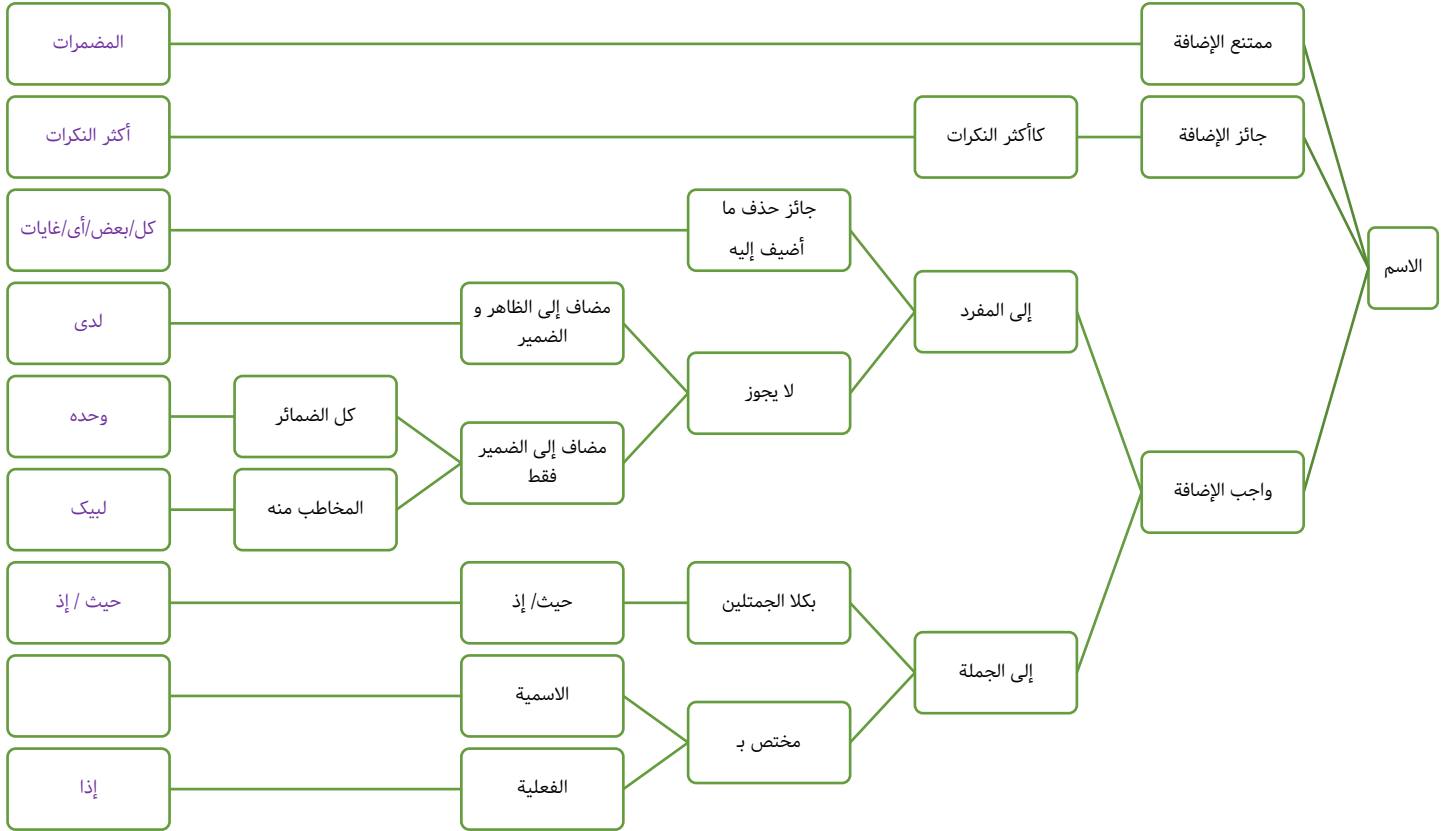 ممتنع الإضافة
المضمرات
جائز الإضافة
كاأكثر النكرات
أكثر النكرات
جائز حذف ما
أضيف إليه
كل/بعض/أى/غايات
الاسم
إلى المفرد
مضاف إلى الظاهر و
الضمير
لدى
لا يجوز
كل الضمائر
وحده
مضاف إلى الضمير
فقط
واجب الإضافة
المخاطب منه
لبیک
بكلا الجمتلين
حيث/ إذ
حيث / إذ
إلى الجملة
الاسمية
مختص بـ
الفعلية
إذا